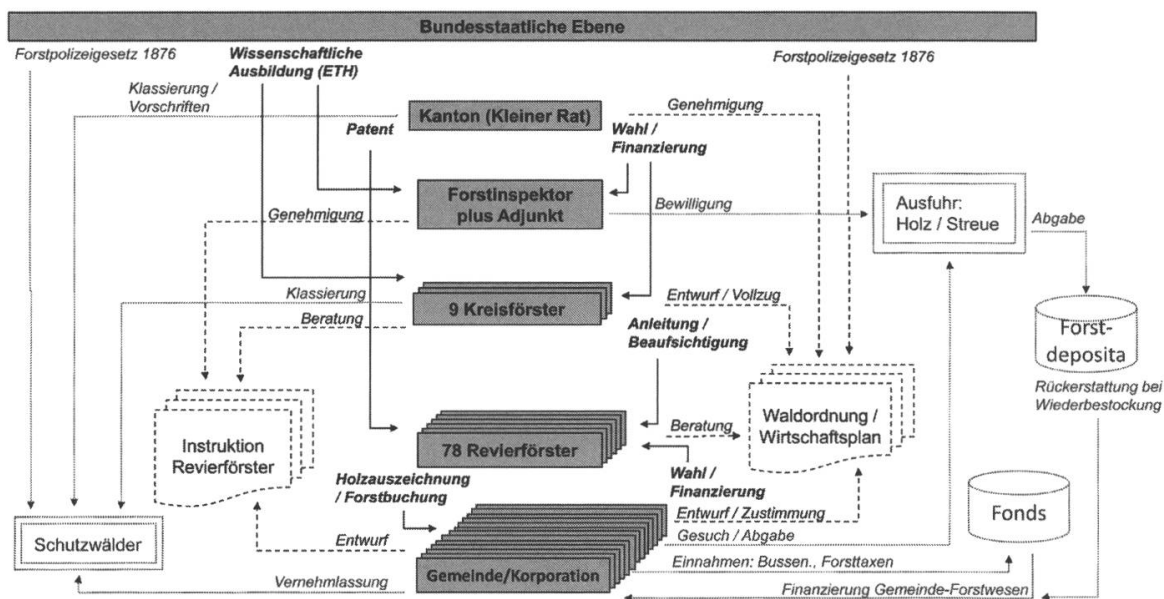 Bundesstaatliche Ebene
Forstpolizeigesetz 1876
Wissenschaftliche
Ausbildung (ETH)
Forstpolizeigesetz 1876
Klassierung /
Vorschriften
Patent
Kanton (Kleiner Rat)
Genehmigung
Wahl /
Finanzierung
Forstinspektor
plus Adjunkt
Genehmigung
Bewilligung
Ausfuhr:
Holz / Streue
Abgabe
Klassierung
Beratung
9 Kreisförster
Entwurf / Vollzug
Anleitung /
Beaufsichtigung
Forst-
deposita
Rückerstattung bei
Wiederbestockung
Instruktion
Revierförster
78 Revierförster
Beratung
Waldordnung /
Wirtschaftsplan
Holzauszeichnung
/ Forstbuchung
Wahl /
Finanzierung
Fonds
Schutzwälder
Entwurf
Entwurf / Zustimmung
Gesuch / Abgabe
Gemeinde/Korporation
Einnahmen: Bussen., Forsttaxen
Vernehmlassung
Finanzierung Gemeinde-Forstwesen